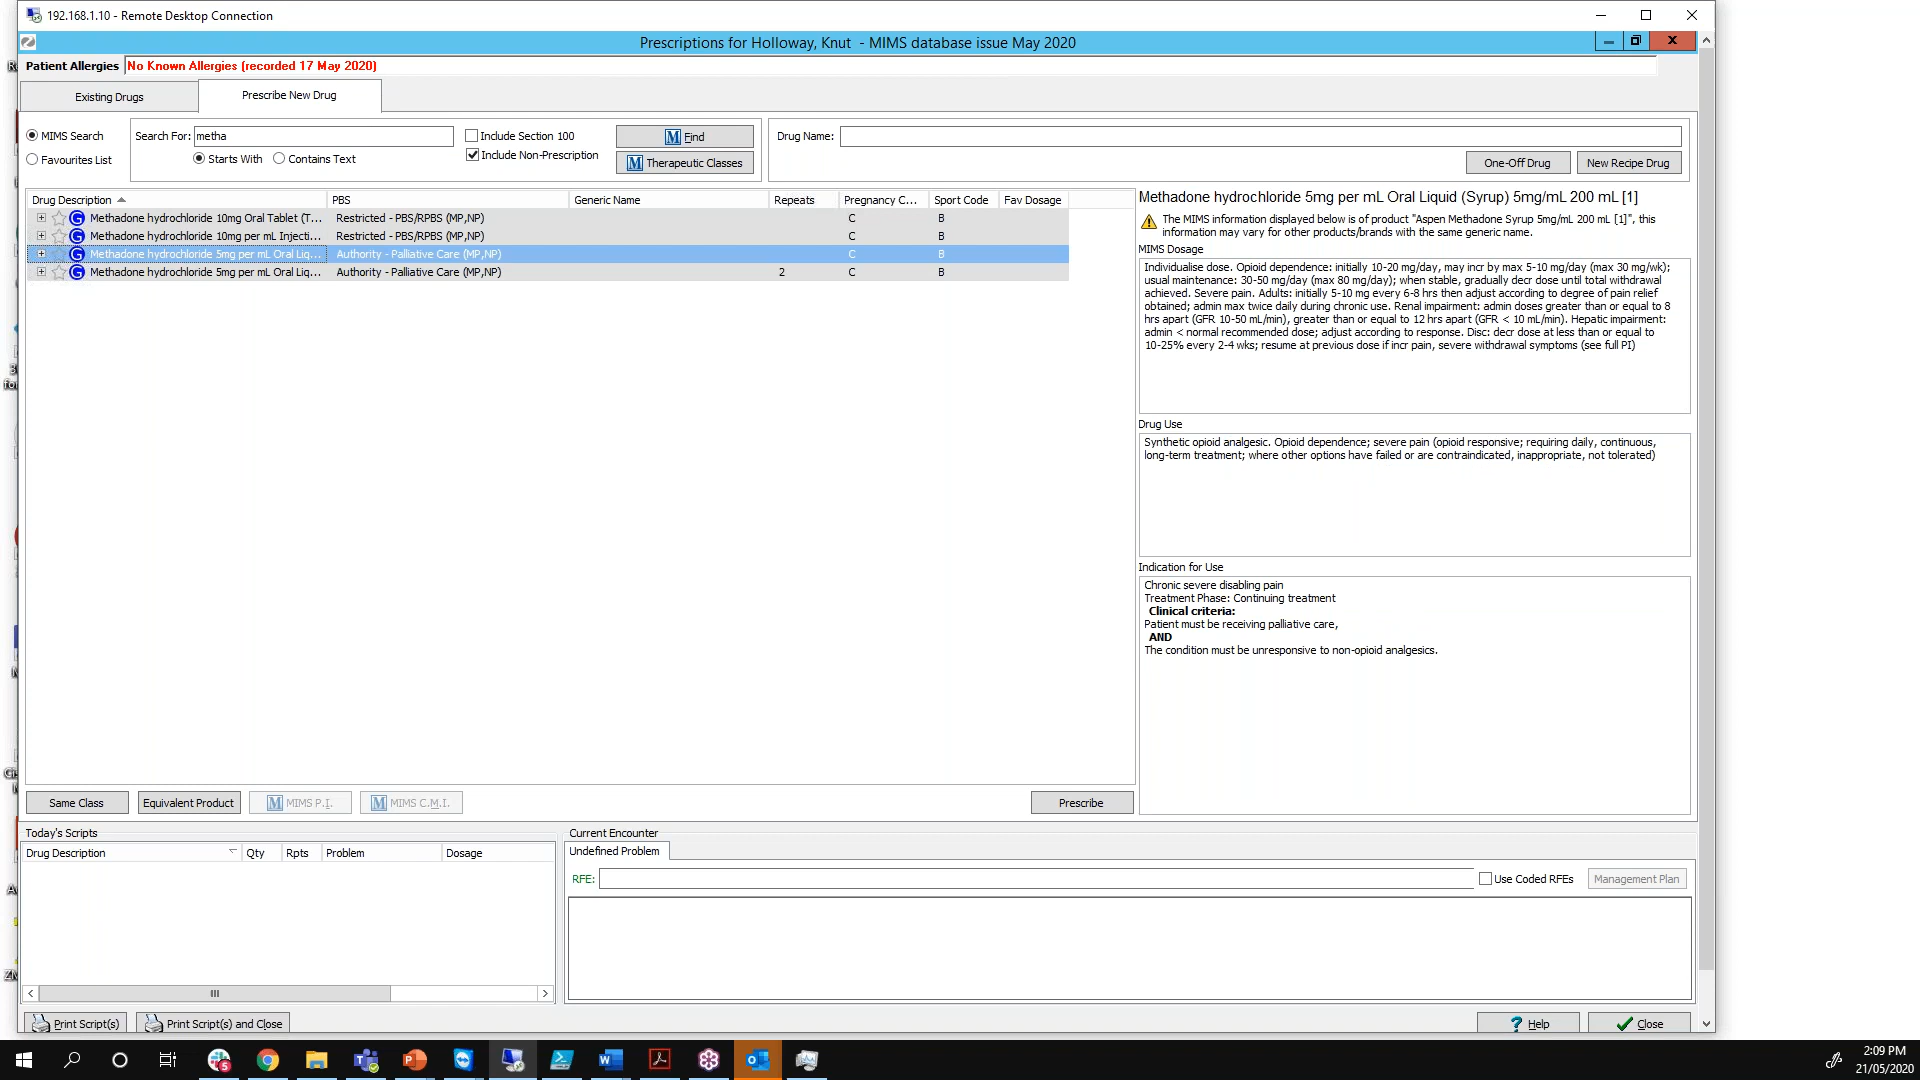 192.168.1.10 - Remote Desktop Connection
Prescriptions for Holloway, Knut - MIMS database issue May 2020
Patient Allergies No Known Allergies (recorded 17 May 2020)
Existing Drugs Prescribe New Drug
MIMS Search
Favourites List
Search For: metha
Starts With Contains Text
Include Section 100
Include Non-Prescription
M Find
M Therapeutic Classes
Drug Name:
One-Off Drug New Recipe Drug
Drug Description PBS Generic Name Repeats Pregnancy C... Sport Code Fav Dosage
G Methadone hydrochloride 10mg Oral Tablet (T... Restricted - PBS/RPBS (MP,NP) C B
G Methadone hydrochloride 10mg per mL Injecti... Restricted - PBS/RPBS (MP,NP) C B
G Methadone hydrochloride 5mg per mL Oral Liq... Authority - Palliative Care (MP,NP) C B
G Methadone hydrochloride 5mg per mL Oral Liq... Authority - Palliative Care (MP,NP) 2 C B
Methadone hydrochloride 5mg per mL Oral Liquid (Syrup) 5mg/mL 200 mL [1]
The MIMS information displayed below is of product "Aspen Methadone Syrup 5mg/mL 200 mL [1]", this
information may vary for other products/brands with the same generic name.
MIMS Dosage
Individualise dose. Opioid dependence: initially 10-20 mg/day, may incr by max 5-10 mg/day (max 30 mg/wk);
usual maintenance: 30-50 mg/day (max 80 mg/day); when stable, gradually decr dose until total withdrawal
achieved. Severe pain. Adults: initially 5-10 mg every 6-8 hrs then adjust according to degree of pain relief
obtained; admin max twice daily during chronic use. Renal impairment: admin doses greater than or equal to 8
hrs apart (GFR 10-50 mL/min), greater than or equal to 12 hrs apart (GFR < 10 mL/min). Hepatic impairment:
admin < normal recommended dose; adjust according to response. Disc: decr dose at less than or equal to
10-25% every 2-4 wks; resume at previous dose if incr pain, severe withdrawal symptoms (see full PI)
Drug Use
Synthetic opioid analgesic. Opioid dependence; severe pain (opioid responsive; requiring daily, continuous,
long-term treatment; where other options have failed or are contraindicated, inappropriate, not tolerated)
Indication for Use
Chronic severe disabling pain
Treatment Phase: Continuing treatment
Clinical criteria:
Patient must be receiving palliative care,
AND
The condition must be unresponsive to non-opioid analgesics.
Same Class Equivalent Product M MIMS P.I. M MIMS C.M.I. Prescribe
Today's Scripts
Drug Description Qty Rpts Problem Dosage
Current Encounter
Undefined Problem
RFE: Use Coded RFEs Management Plan
Print Script(s) Print Script(s) and Close ? Help Close
2:09 PM
21/05/2020